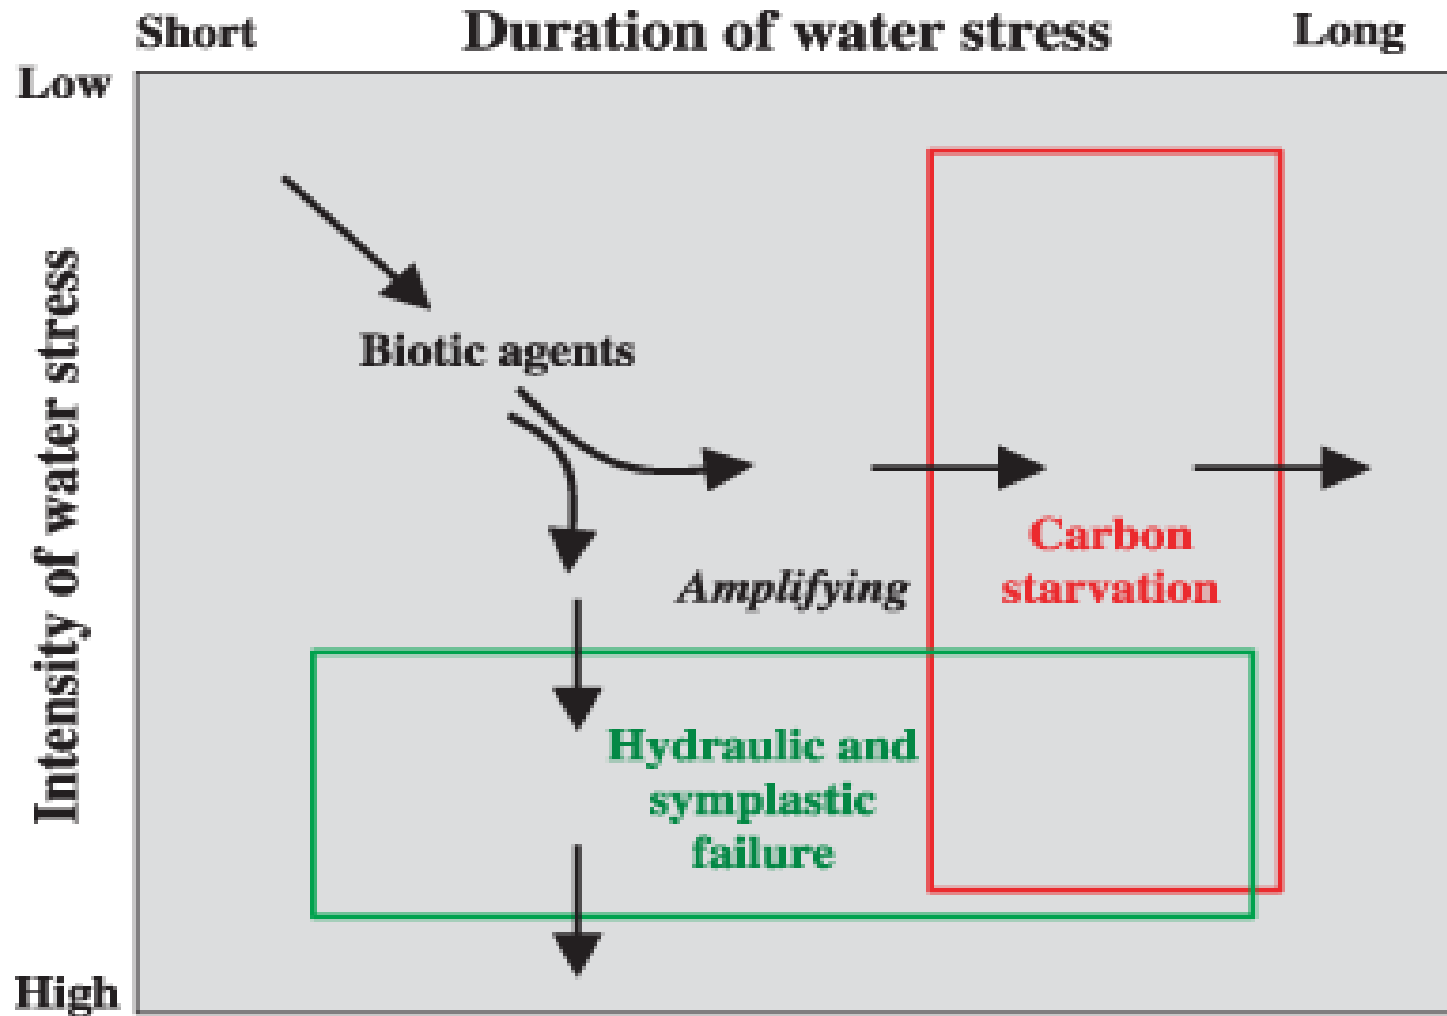 Short Duration of water stress Long
Low
Intensity of water stress
Biotic agents
Carbon
starvation
Amplifying
Hydraulic and
symplastic
failure
High